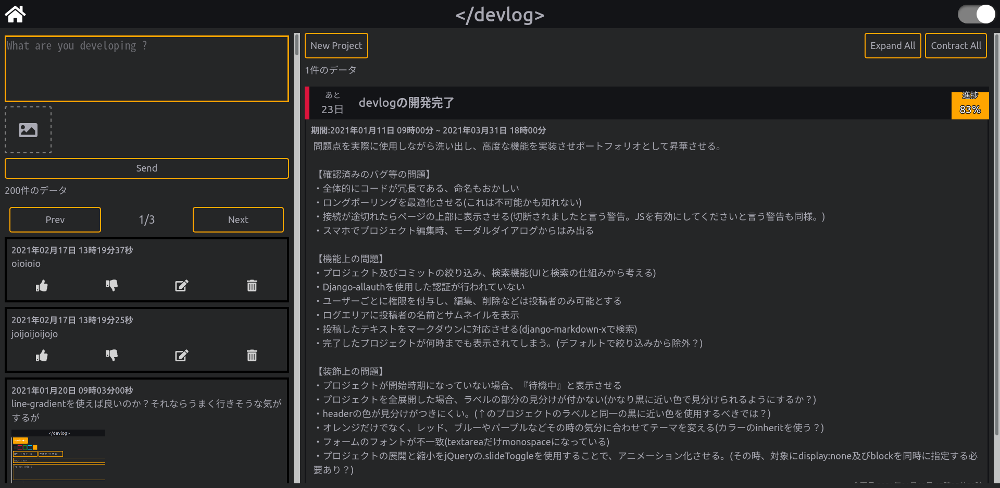 </devlog>
What are you developing ?
Send
200件のデータ
Prev
1/3
Next
2021年02月17日 13時19分37秒
oioioio
2021年02月17日 13時19分25秒
joijoijoijojo
2021年01月20日 09時03分00秒
line-gradientを使えば良いのか？それならうまく行きそうな気が
するが
</devlog>
New Project
Expand All
Contract All
1件のデータ
あと
23日
devlogの開発完了
進捗
83%
期間:2021年01月11日 09時00分 ~ 2021年03月31日 18時00分
問題点を実際に使用しながら洗い出し、高度な機能を実装させポートフォリオとして昇華させる。
【確認済みのバグ等の問題】
・全体的にコードが冗長である、命名もおかしい
・ロングポーリングを最適化させる(これは不可能かも知れない)
・接続が途切れたらページの上部に表示させる(切断されましたと言う警告。JSを有効にしてくださいと言う警告も同様。)
・スマホでプロジェクト編集時、モーダルダイアログからはみ出る
【機能上の問題】
・プロジェクト及びコミットの絞り込み、検索機能(UIと検索の仕組みから考える)
・Django-allauthを使用した認証が行われていない
・ユーザーごとに権限を付与し、編集、削除などは投稿者のみ可能とする
・ログエリアに投稿者の名前とサムネイルを表示
・投稿したテキストをマークダウンに対応させる(django-markdown-xで検索)
・完了したプロジェクトが何時までも表示されてしまう。(デフォルトで絞り込みから除外？)
【装飾上の問題】
・プロジェクトが開始時期になっていない場合、『待機中』と表示させる
・プロジェクトを全展開した場合、ラベルの部分の見分けが付かない(かなり黒に近い色で見分けられるようにするか？)
・headerの色が見分けがつきにくい。(↑のプロジェクトのラベルと同一の黒に近い色を使用するべきでは？)
・オレンジだけでなく、レッド、ブルーやパープルなどその時の気分に合わせてテーマを変える(カラーのinheritを使う？)
・フォームのフォントが不一致(textareaだけmonospaceになっている)
・プロジェクトの展開と縮小をjQueryの.slideToggleを使用することで、アニメーション化させる。(その時、対象にdisplay:none及びblockを同時に指定する必
要あり？)